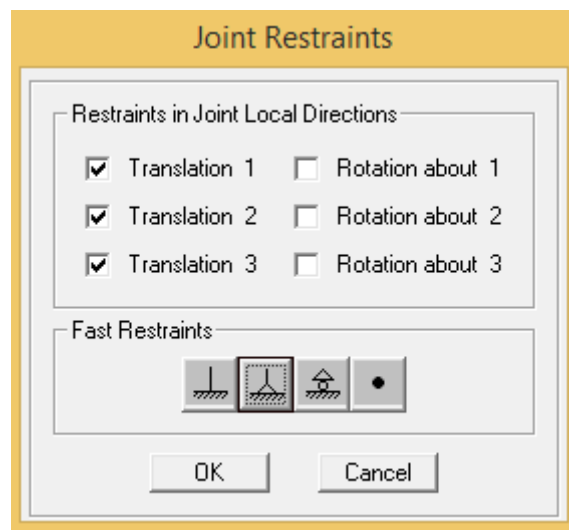 Joint Restraints
Restraints in Joint Local Directions
Translation 1 Rotation about 1
Translation 2 Rotation about 2
Translation 3 Rotation about 3
Fast Restraints
OK Cancel